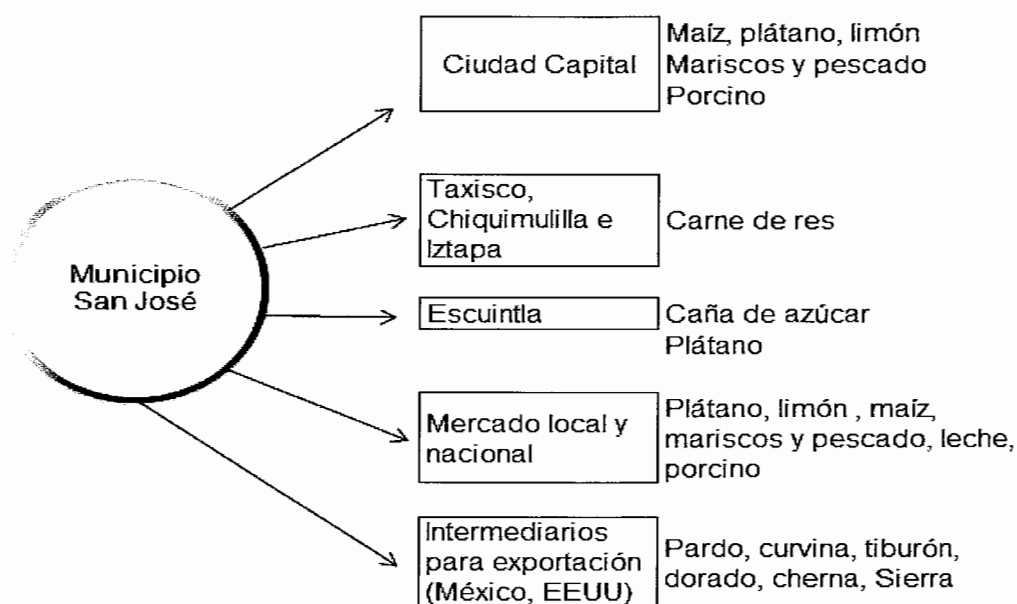 Ciudad Capital
Maíz, plátano, limón
Mariscos y pescado
Porcino
Municipio
San José
Taxisco,
Chiquimulilla e
Iztapa
Carne de res
Escuintla
Caña de azúcar
Plátano
Mercado local y
nacional
Plátano, limón , maíz,
mariscos y pescado, leche,
porcino
Intermediarios
para exportación
(México, EEUU)
Pardo, curvina, tiburón,
dorado, cherna, Sierra